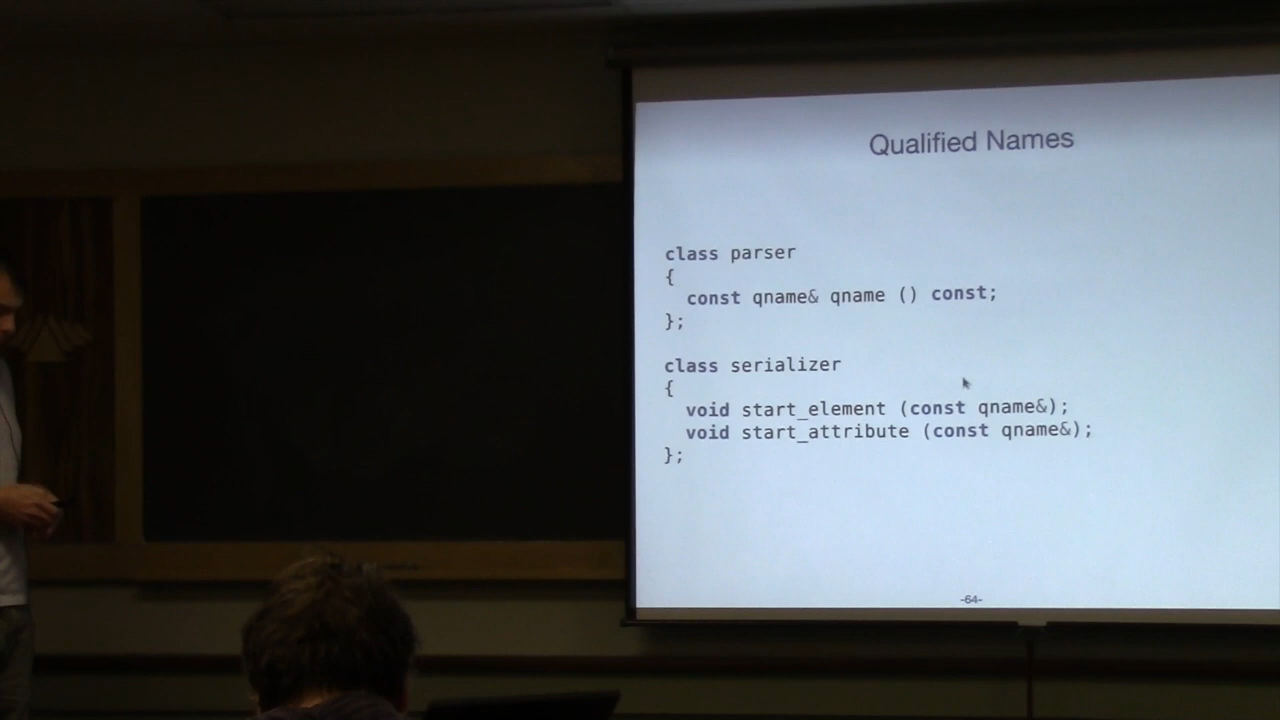 Qualified Names
class parser
{
  const qname& qname () const;
};
class serializer
{
  void start_element (const qname&);
  void start_attribute (const qname&);
};
-64-